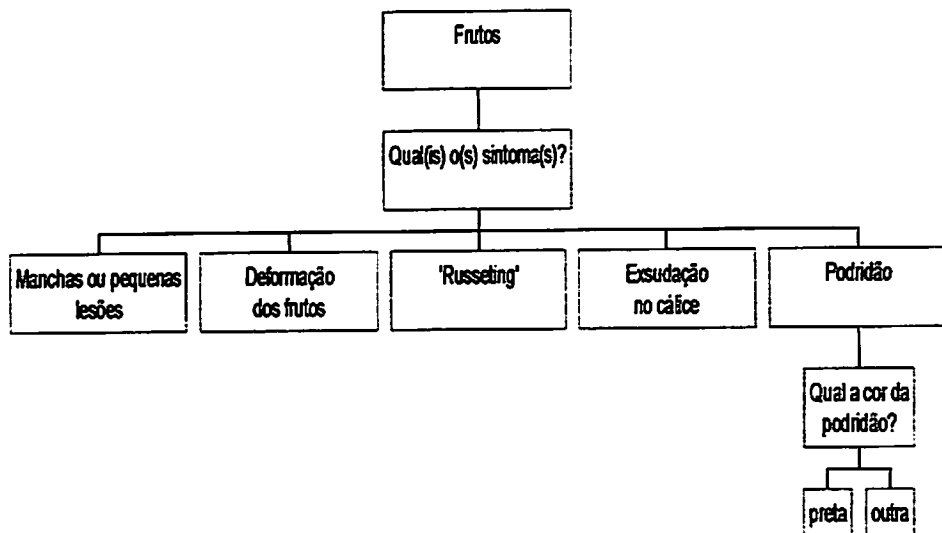 Frutos
Qual(is) o(s) sintoma(s)?
Manchas ou pequenas
lesões
Deformação
dos frutos
'Russeting'
Exsudação
no cálice
Podridão
Qual a cor da
podridão?
preta
outra